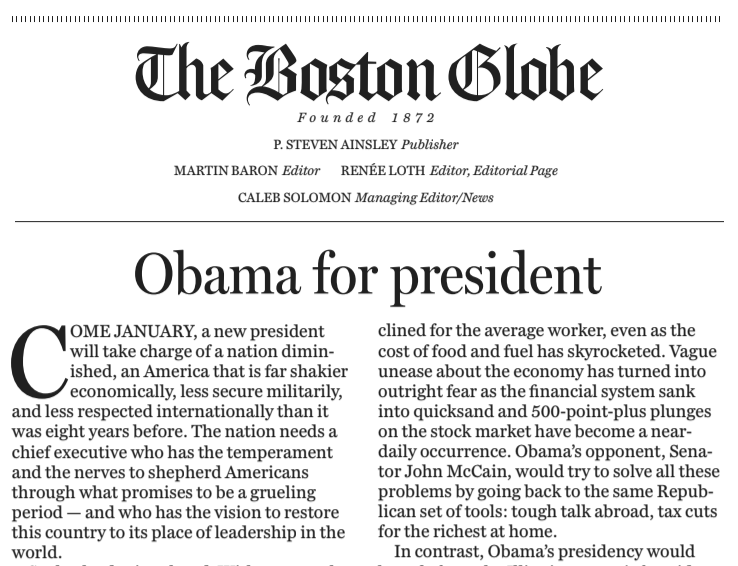 The Boston Globe
Founded 1872
P. STEVEN AINSLEY Publisher
MARTIN BARON Editor RENÉE LOTH Editor, Editorial Page
CALEB SOLOMON Managing Editor/News
Obama for president
COME JANUARY, a new president
will take charge of a nation dimin-
ished, an America that is far shakier
economically, less secure militarily,
and less respected internationally than it
was eight years before. The nation needs a
chief executive who has the temperament
and the nerves to shepherd Americans
through what promises to be a grueling
period — and who has the vision to restore
this country to its place of leadership in the
world.
clined for the average worker, even as the
cost of food and fuel has skyrocketed. Vague
unease about the economy has turned into
outright fear as the financial system sank
into quicksand and 500-point-plus plunges
on the stock market have become a near-
daily occurrence. Obama's opponent, Sena-
tor John McCain, would try to solve all these
problems by going back to the same Repub-
lican set of tools: tough talk abroad, tax cuts
for the richest at home.
In contrast, Obama's presidency would